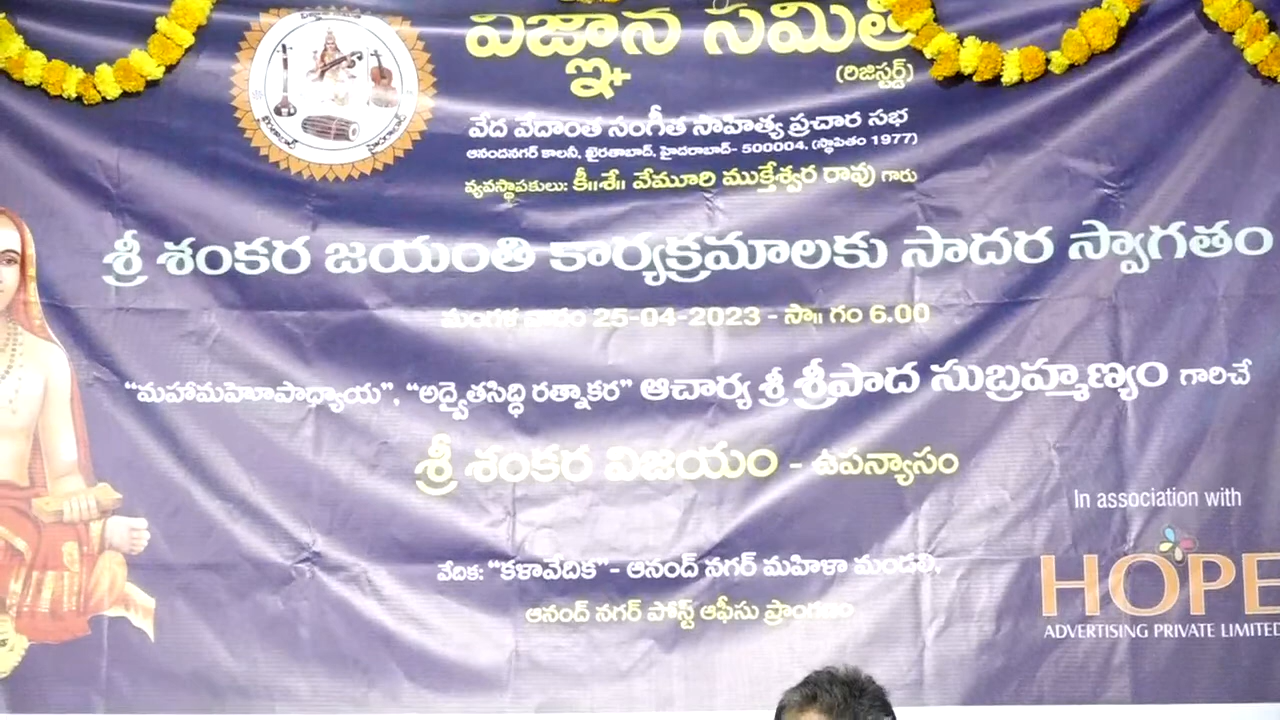 విజ్ఞాన సమితి
(రిజిస్టర్డ్)
వేద వేదాంత సంగీత సాహిత్య ప్రచార సభ
ఆనందనగర్ కాలనీ, ఖైరతాబాద్, హైదరాబాద్- 500004. (స్థాపితం 1977)
వ్యవస్థాపకులు: కీ॥శే॥ వేమూరి ముక్తేశ్వర రావు గారు
శ్రీ శంకర జయంతి కార్యక్రమాలకు సాదర స్వాగతం
మంగళ వారం 25-04-2023 - సా॥ గం 6.00
“మహామహోపాధ్యాయ”, “అద్వైతసిద్ధి రత్నాకర” ఆచార్య శ్రీ శ్రీపాద సుబ్రహ్మణ్యం గారిచే
శ్రీ శంకర విజయం - ఉపన్యాసం
వేదిక: “కళావేదిక”- ఆనంద్ నగర్ మహిళా మండలి,
ఆనంద్ నగర్ పోస్ట్ ఆఫీసు ప్రాంగణం
In association with
HOPE
ADVERTISING PRIVATE LIMITED